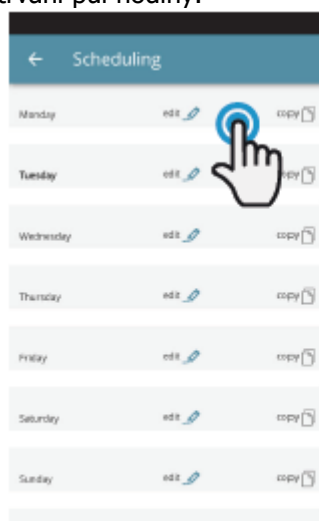 trvání půl hodiny.
← Scheduling
Monday edit copy
Tuesday edit copy
Wednesday edit copy
Thursday edit copy
Friday edit copy
Saturday edit copy
Sunday edit copy